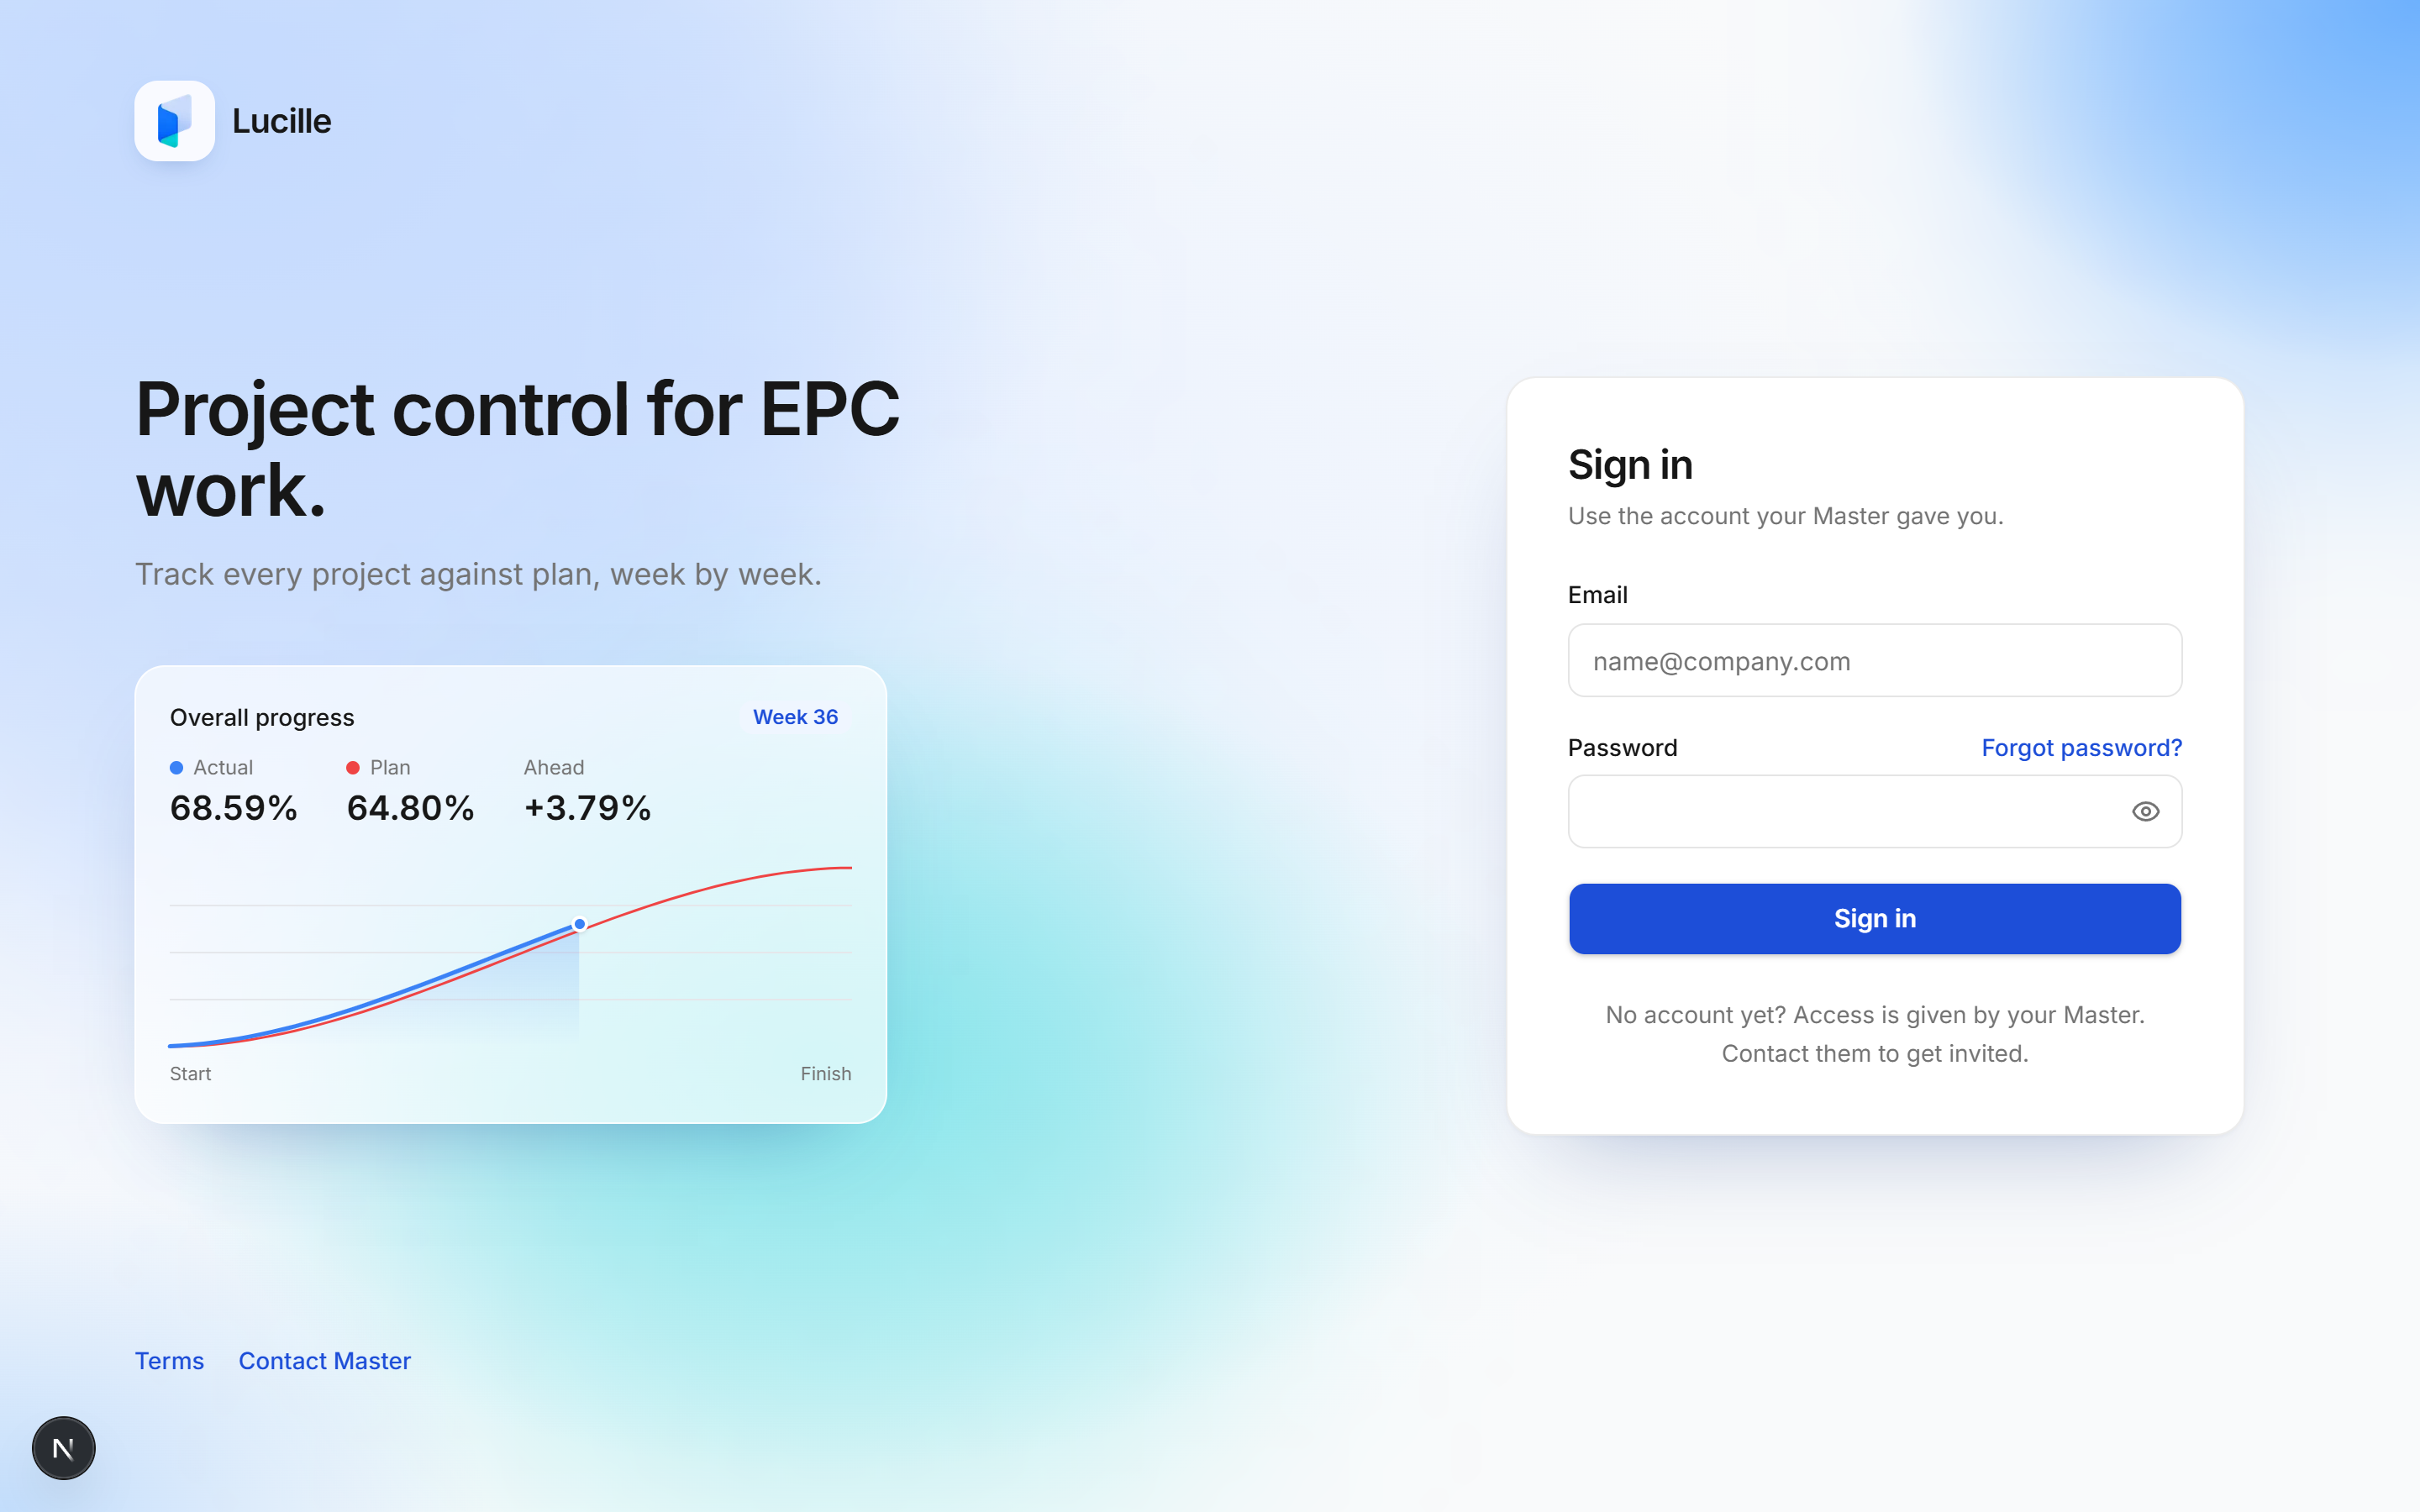 Lucille
Project control for EPC
work.
Track every project against plan, week by week.
Overall progress
Week 36
Actual
Plan
Ahead
68.59%
64.80%
+3.79%
Start
Finish
Terms
Contact Master
N
Sign in
Use the account your Master gave you.
Email
name@company.com
Password
Forgot password?
Sign in
No account yet? Access is given by your Master.
Contact them to get invited.